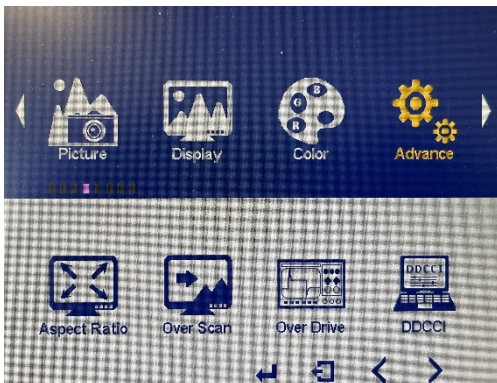 B
G
R
Picture Display Color Advance
DDCCI
Aspect Ratio Over Scan Over Drive DDCCI